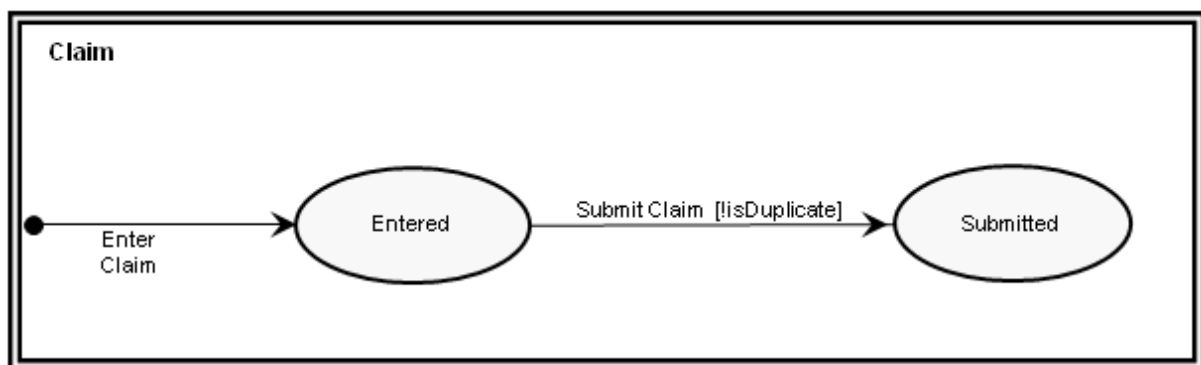 Claim
Enter
Claim
Entered
Submit Claim [!isDuplicate]
Submitted